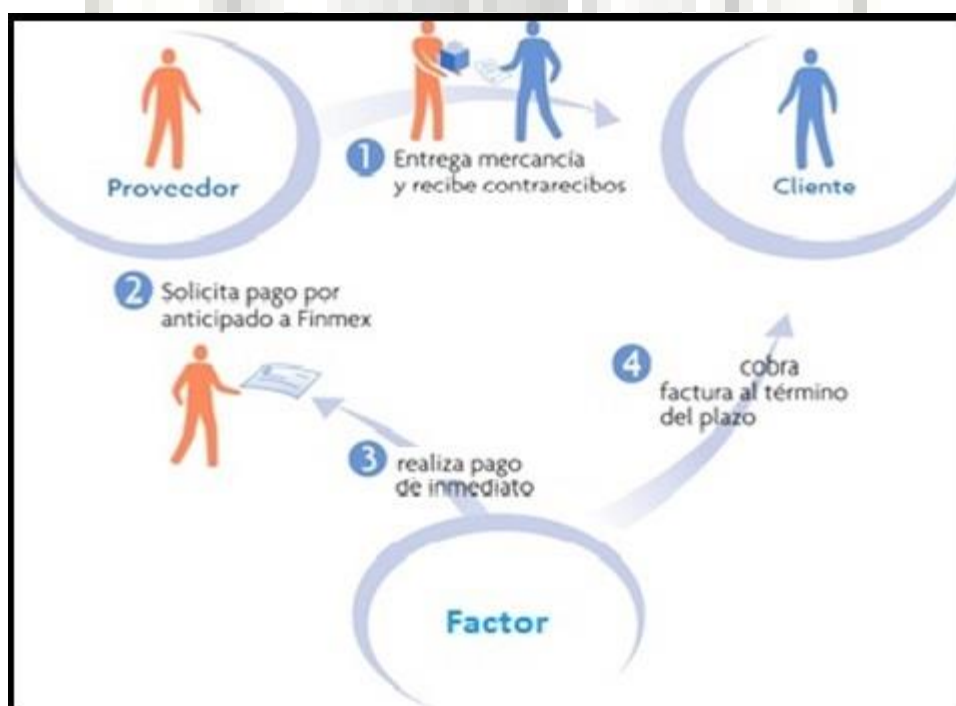 1 Entrega mercancía
y recibe contrarecibos
Proveedor
Cliente
2 Solicita pago por
anticipado a Finmex
4 cobra
factura al término
del plazo
3 realiza pago
de inmediato
Factor